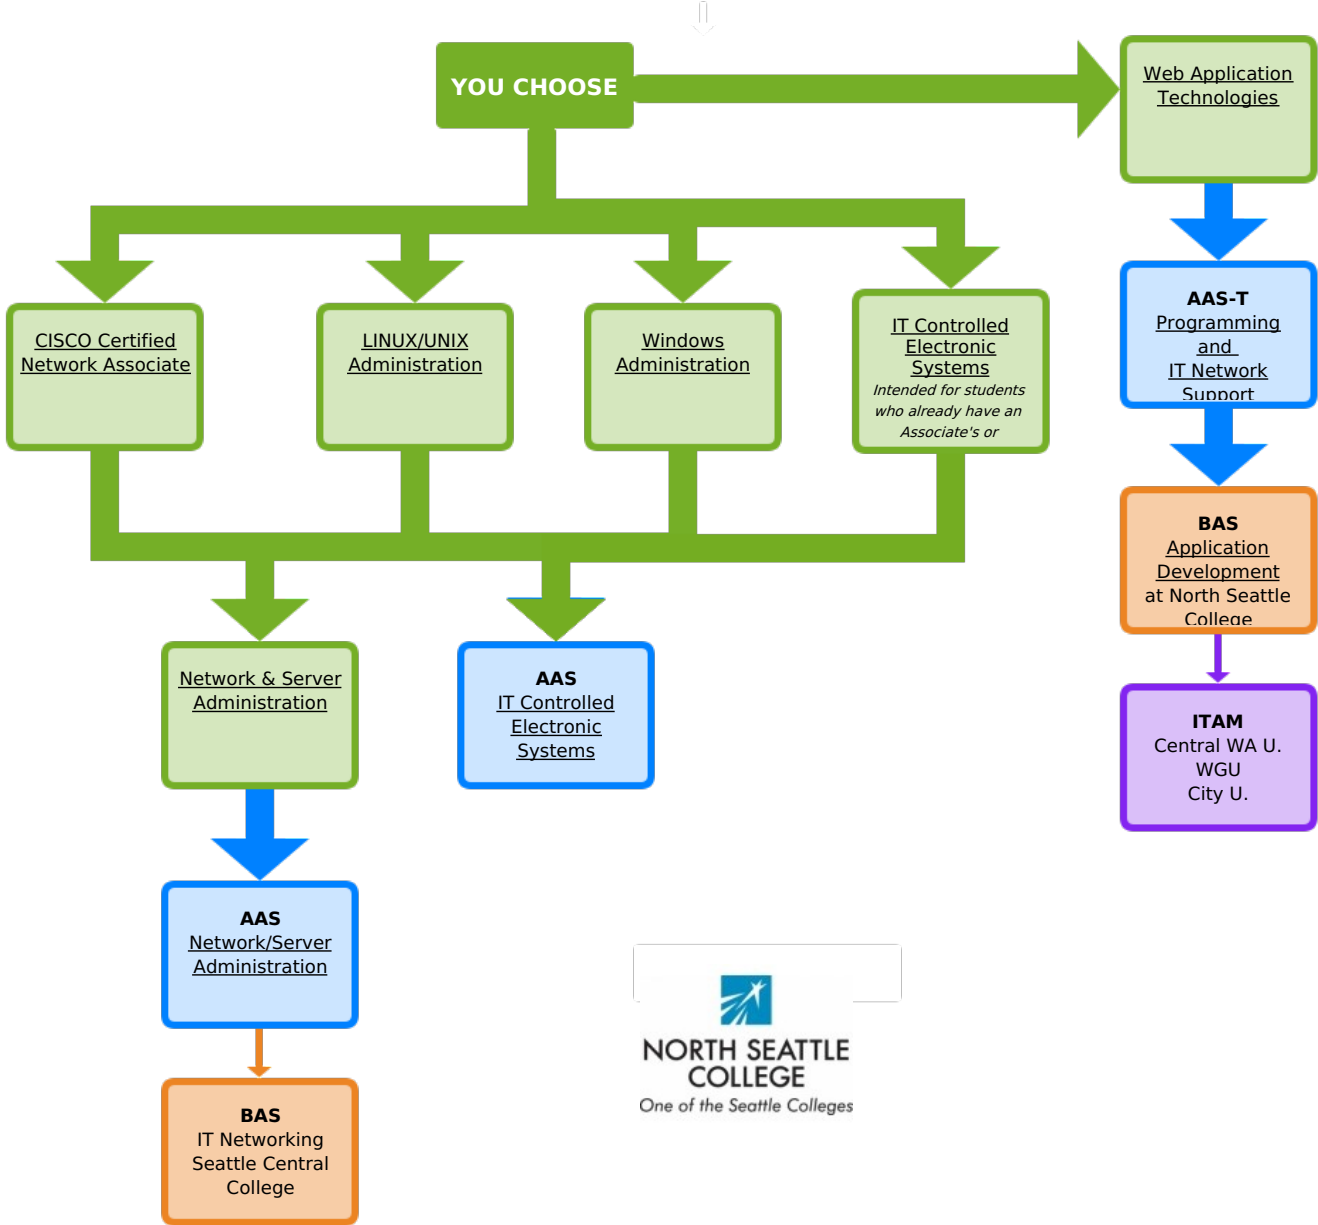 YOU CHOOSE
Web Application
Technologies
CISCO Certified
Network Associate
LINUX/UNIX
Administration
Windows
Administration
IT Controlled
Electronic
Systems
Intended for students
who already have an
Associate's or
AAS-T
Programming
and
IT Network
Support
BAS
Application
Development
at North Seattle
College
Network & Server
Administration
AAS
IT Controlled
Electronic
Systems
ITAM
Central WA U.
WGU
City U.
AAS
Network/Server
Administration
BAS
IT Networking
Seattle Central
College
NORTH SEATTLE
COLLEGE
One of the Seattle Colleges